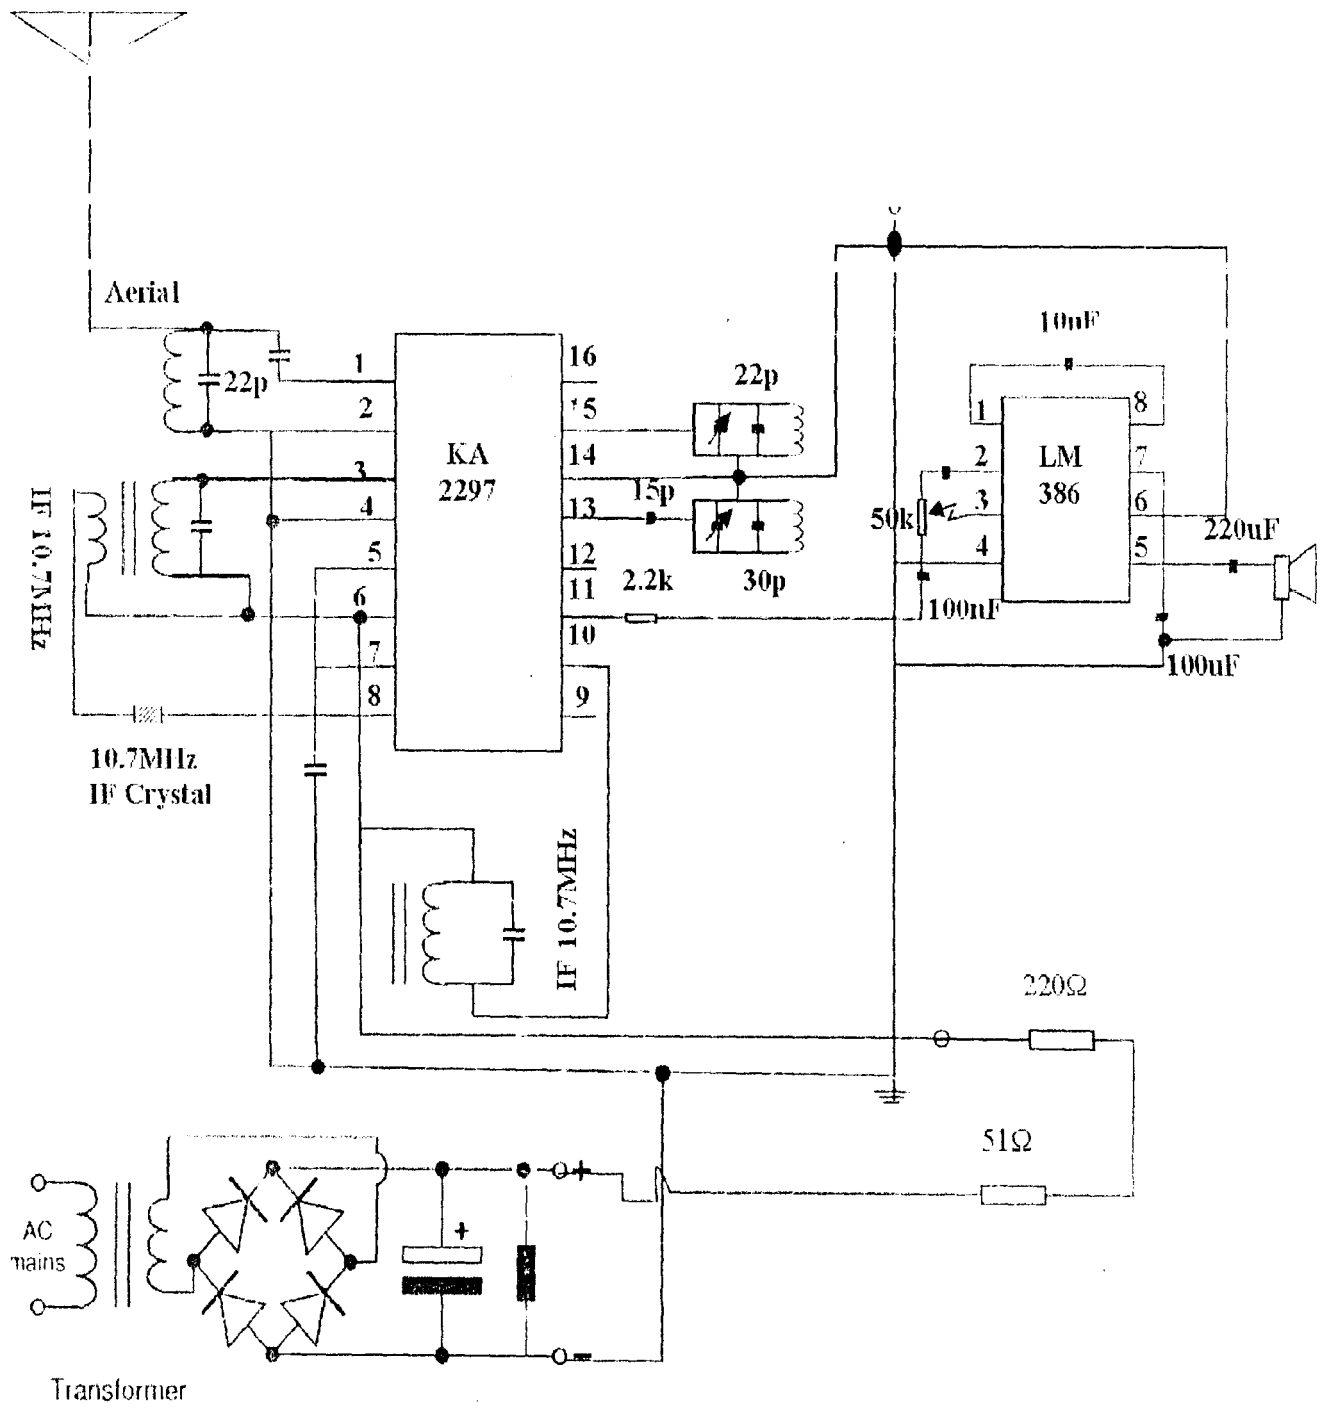 Aerial
10nF
1
22p
2
16
15
14
13
12
11
10
9
22p
KA
2297
3
4
5
6
7
8
IF 10.7MHz
15p
30p
2.2k
50k
100nF
1
2
3
4
LM
386
8
7
6
5
220uF
100uF
10.7MHz
IF Crystal
IF 10.7MHz
220Ω
51Ω
+
+
-
AC
mains
Transformer